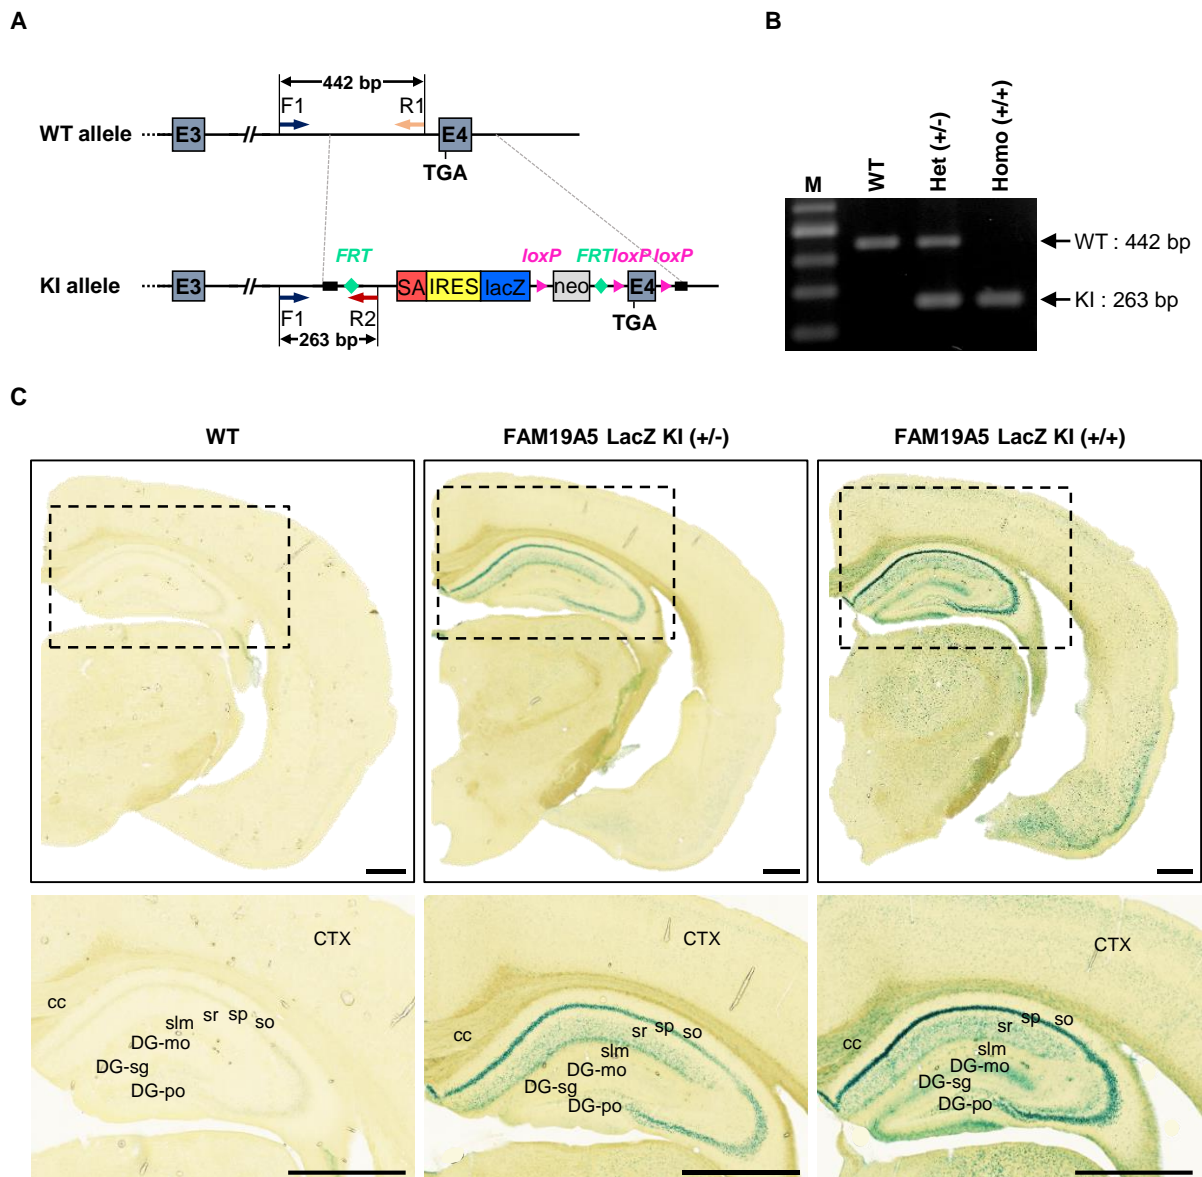 A
442 bp
F1
R1
WT allele
E3
//
E4
TGA
FRT
loxP
FRT
loxP
loxP
KI allele
E3
//
SA
IRES
lacZ
neo
E4
F1
R2
TGA
263 bp
B
M
WT
Het (+/-)
Homo (+/+)
WT : 442 bp
KI : 263 bp
C
WT
FAM19A5 LacZ KI (+/-)
FAM19A5 LacZ KI (+/+)
CTX
cc
slm
sr
sp
so
DG-mo
DG-sg
DG-po
CTX
cc
sr
sp
so
slm
DG-mo
DG-sg
DG-po
CTX
cc
sr
sp
so
slm
DG-mo
DG-sg
DG-po